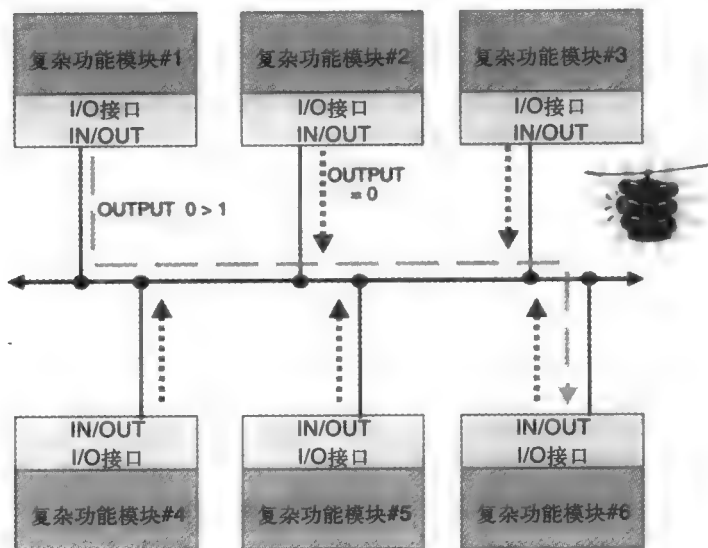 复杂功能模块#1
复杂功能模块#2
复杂功能模块#3
I/O接口
IN/OUT
I/O接口
IN/OUT
I/O接口
IN/OUT
OUTPUT 0 > 1
OUTPUT
= 0
IN/OUT
I/O接口
IN/OUT
I/O接口
IN/OUT
I/O接口
复杂功能模块#4
复杂功能模块#5
复杂功能模块#6